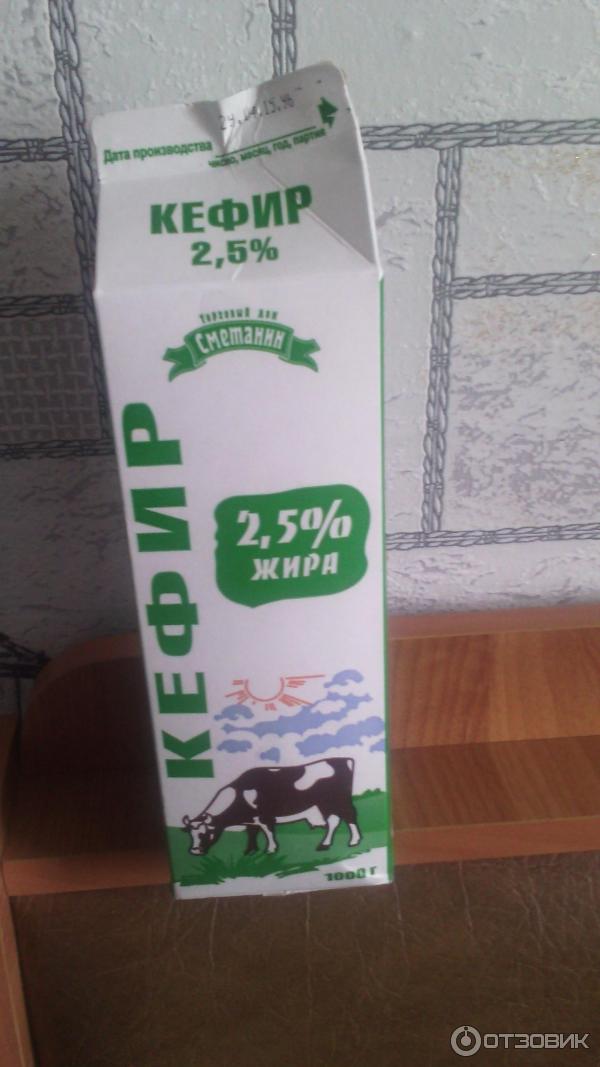 Дата производства
число, месяц, год, партия
КЕФИР
2,5%
Торговый дом
Сметанин
КЕФИР
2,5%
ЖИРА
1000 г
ОТЗОВИК